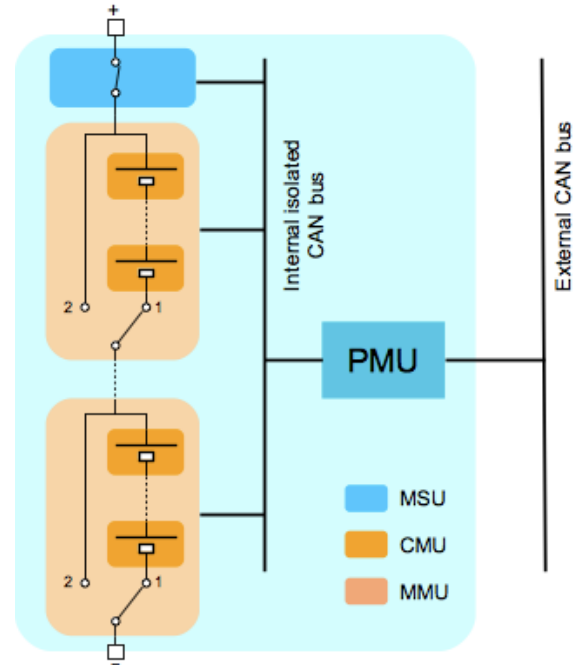 +
Internal isolated
CAN bus
External CAN bus
2
1
PMU
MSU
CMU
MMU
2
1
-